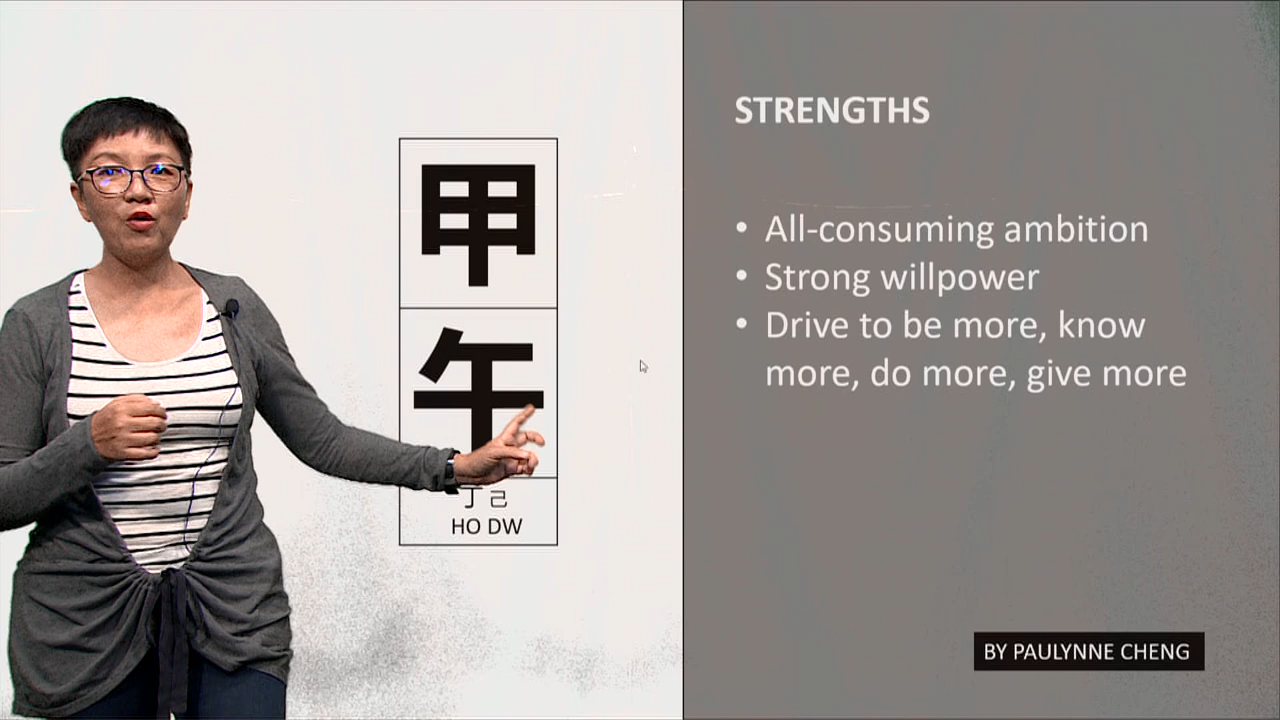 甲
午
丁己
HO DW
STRENGTHS
• All-consuming ambition
• Strong willpower
• Drive to be more, know
more, do more, give more
BY PAULYNNE CHENG